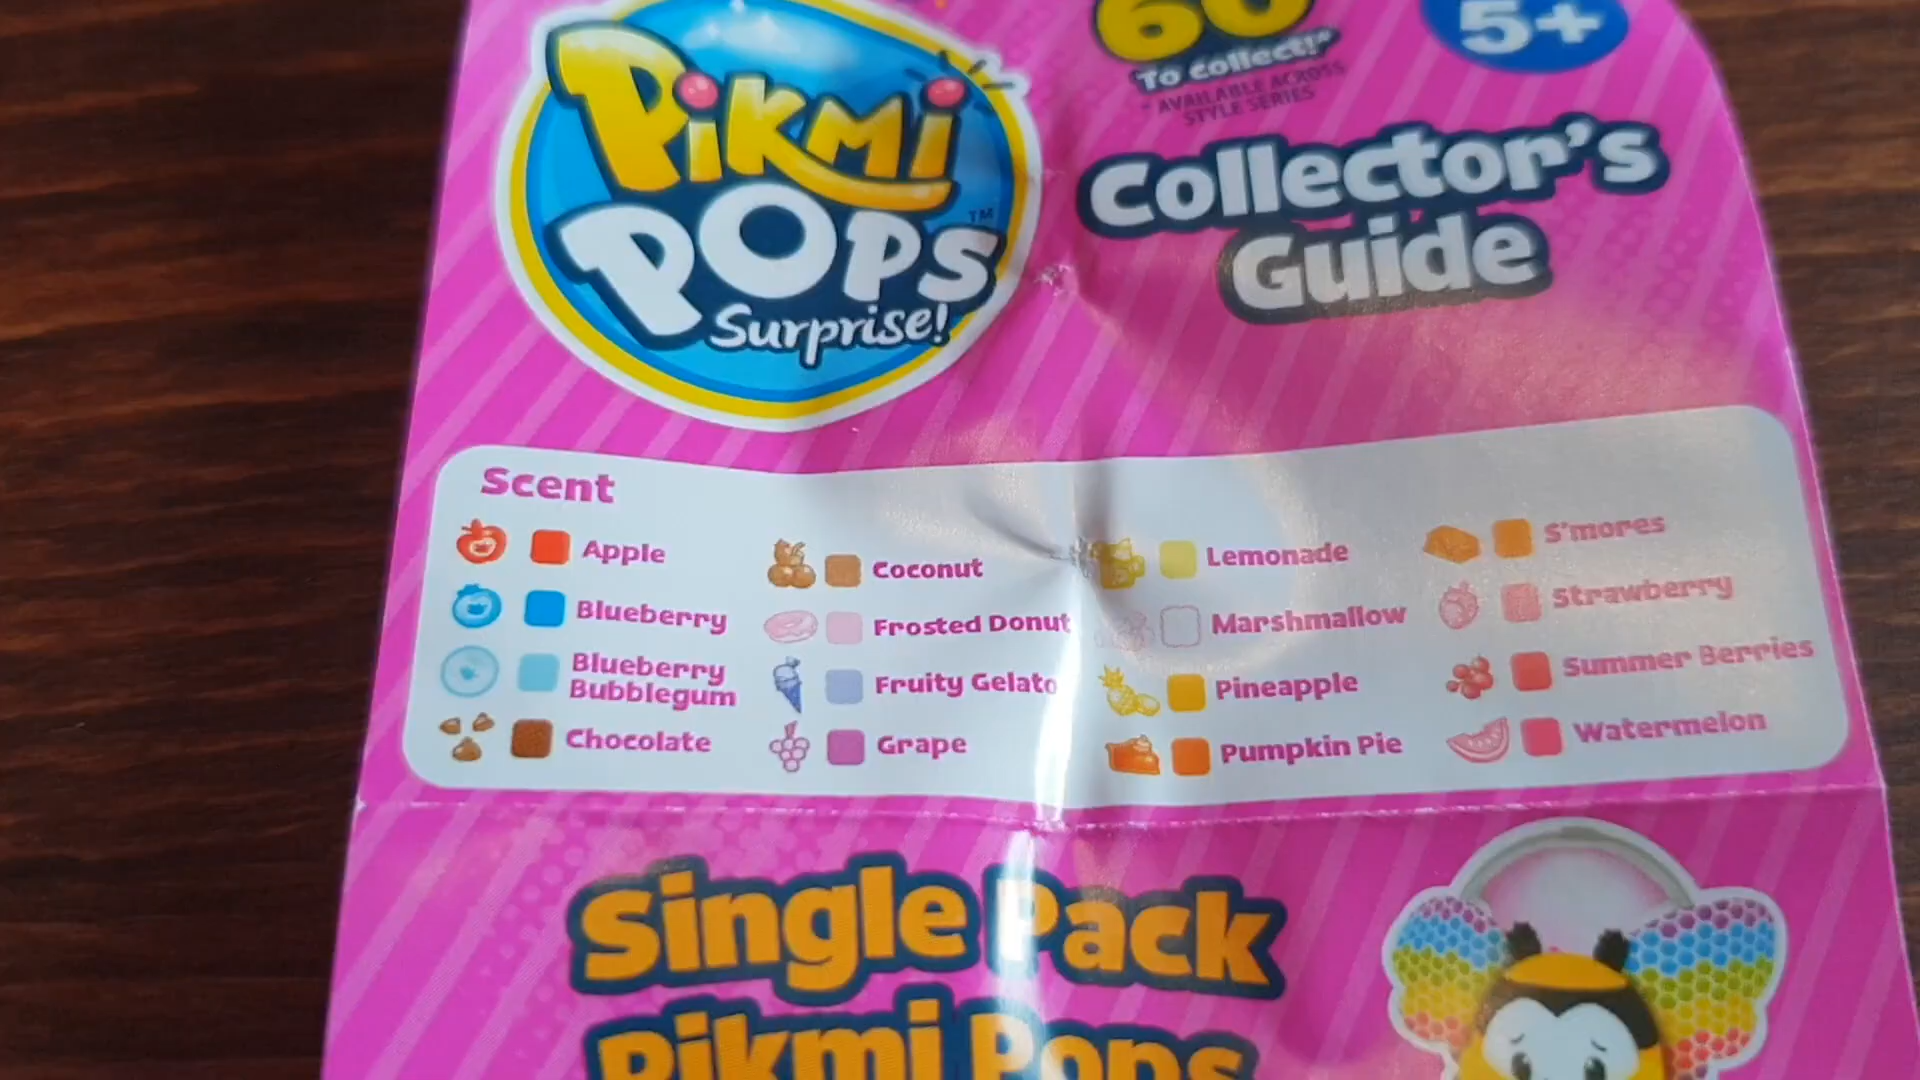 PiKMi
POPS
Surprise!
TM
60
To collect!*
* AVAILABLE ACROSS
STYLE SERIES
5+
Collector's
Guide
Scent
Apple
Blueberry
Blueberry
Bubblegum
Chocolate
Coconut
Frosted Donut
Fruity Gelato
Grape
Lemonade
Marshmallow
Pineapple
Pumpkin Pie
S'mores
Strawberry
Summer Berries
Watermelon
Single Pack
Pikmi Pops